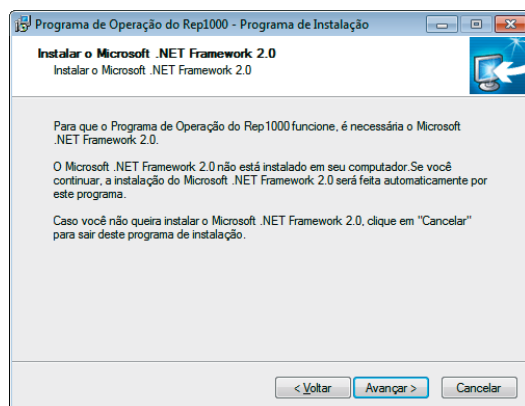 Programa de Operação do Rep1000 - Programa de Instalação
Instalar o Microsoft .NET Framework 2.0
Instalar o Microsoft .NET Framework 2.0
Para que o Programa de Operação do Rep1000 funcione, é necessária o Microsoft
.NET Framework 2.0.
O Microsoft .NET Framework 2.0 não está instalado em seu computador.Se você
continuar, a instalação do Microsoft .NET Framework 2.0 será feita automaticamente por
este programa.
Caso você não queira instalar o Microsoft .NET Framework 2.0, clique em "Cancelar"
para sair deste programa de instalação.
< Voltar Avançar > Cancelar